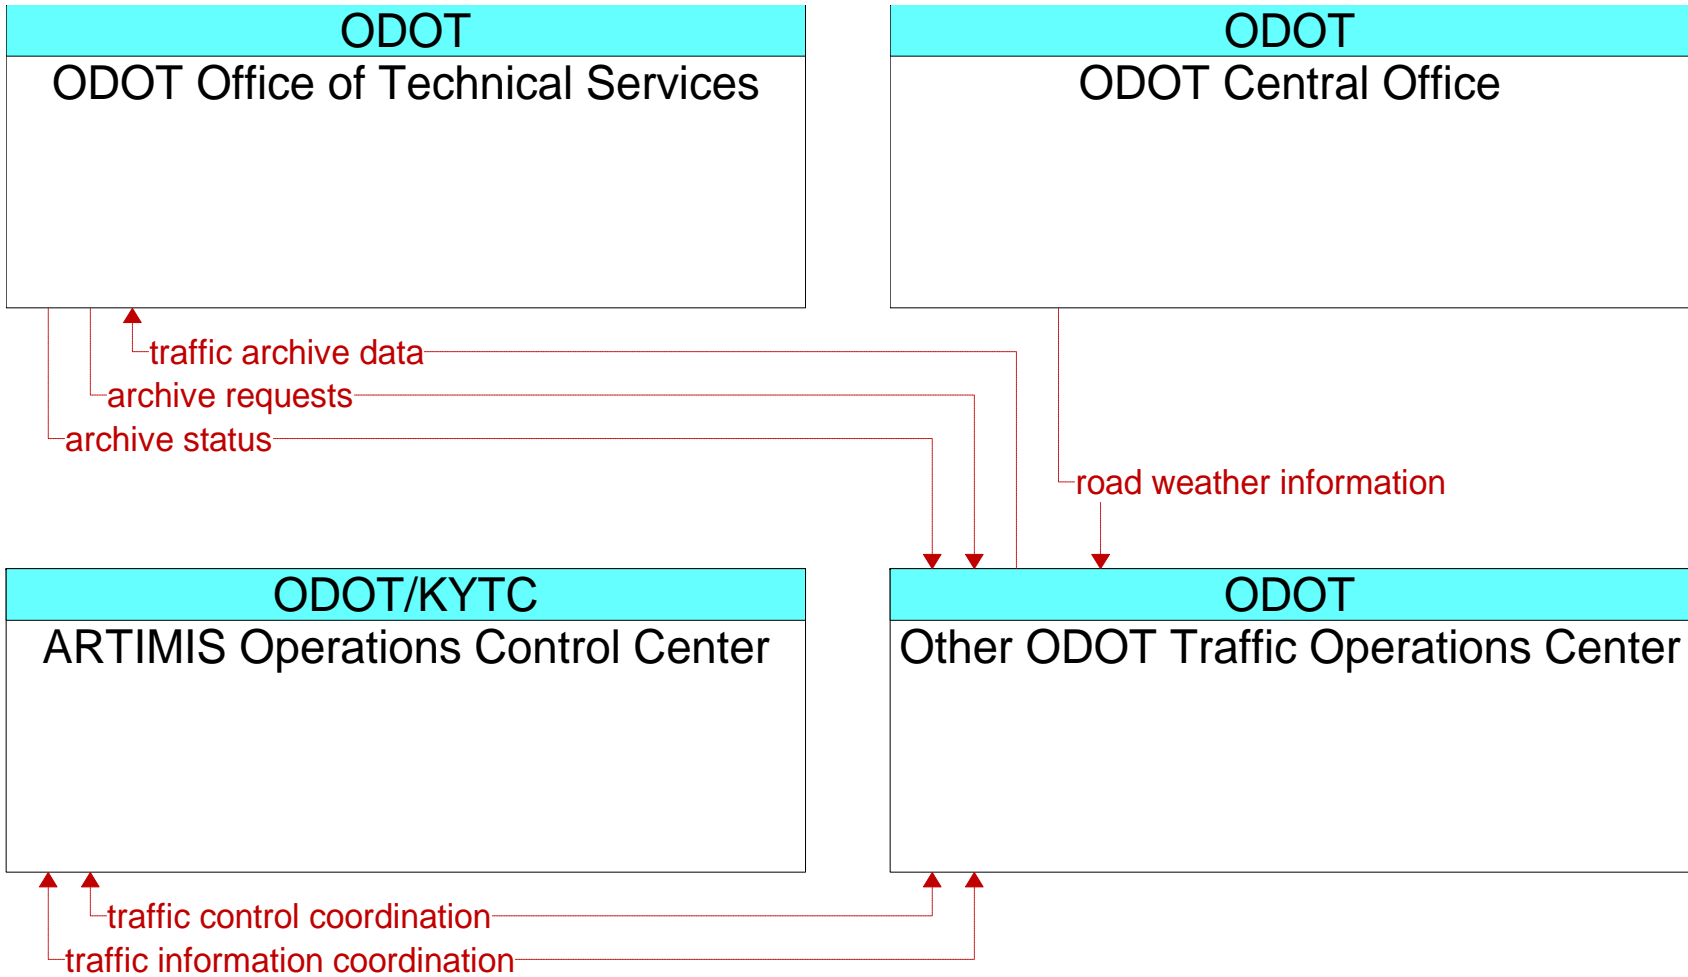 ODOT
ODOT Office of Technical Services
ODOT
ODOT Central Office
traffic archive data
archive requests
archive status
road weather information
ODOT/KYTC
ARTIMIS Operations Control Center
ODOT
Other ODOT Traffic Operations Center
traffic control coordination
traffic information coordination